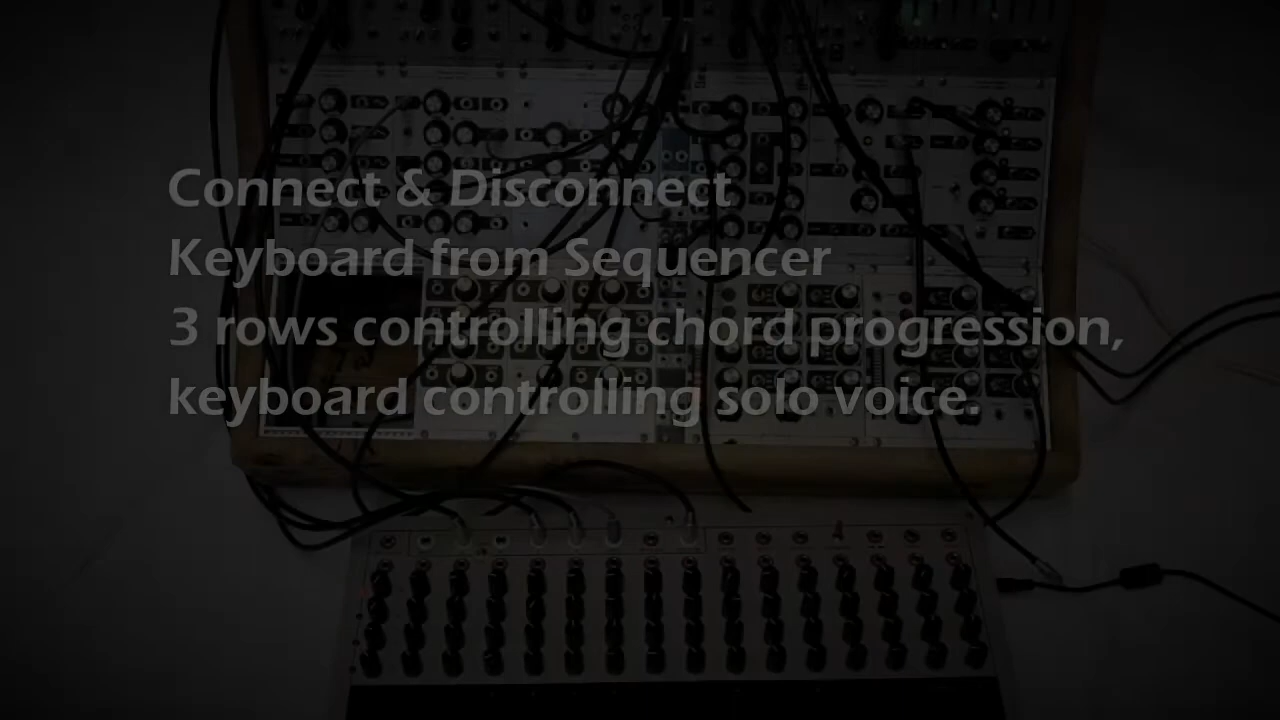 Connect & Disconnect
Keyboard from Sequencer
3 rows controlling chord progression,
keyboard controlling solo voice.